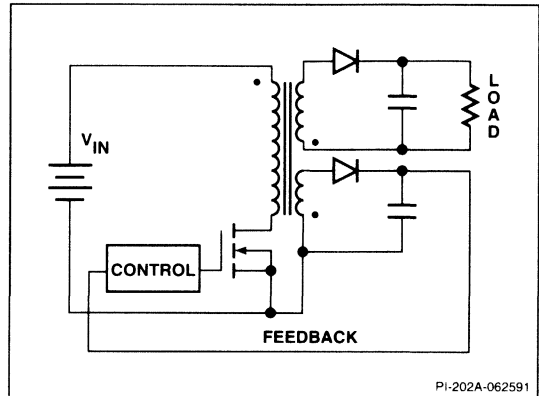 V_IN
LOAD
CONTROL
FEEDBACK
PI-202A-062591